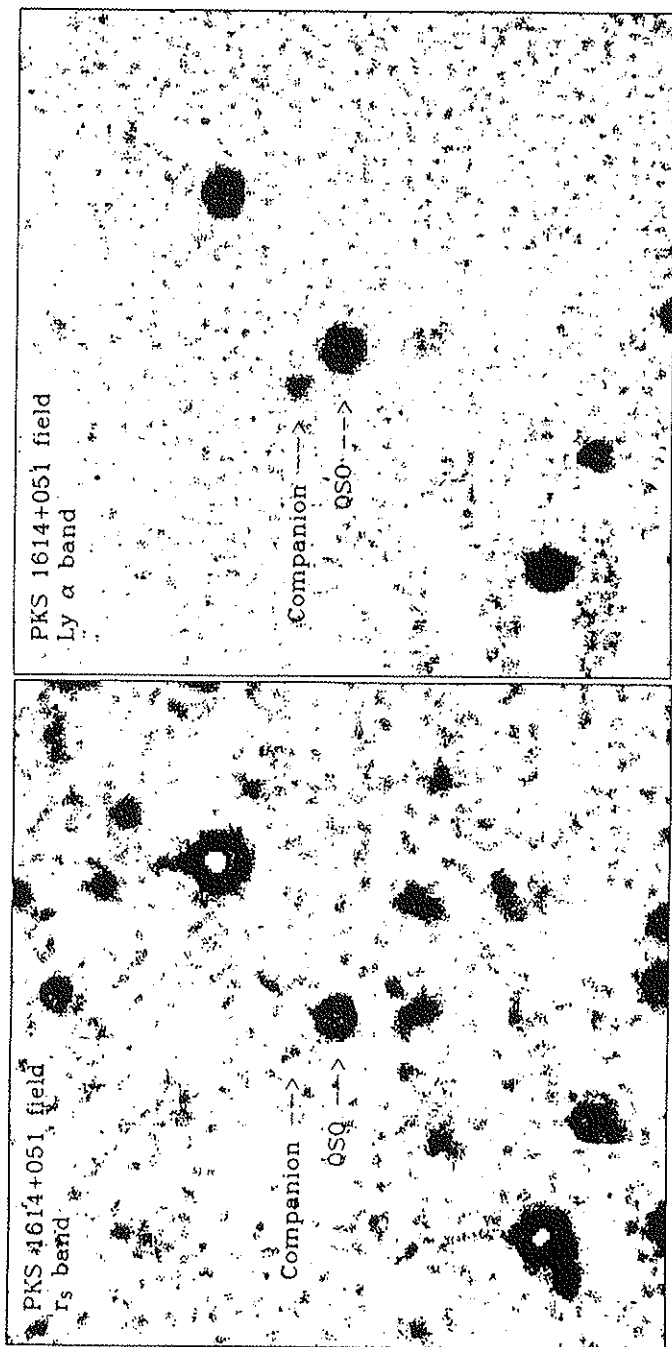 PKS 1614+051 field
r_S band
Companion --->
QSO --->
PKS 1614+051 field
Ly α band
Companion --->
QSO --->